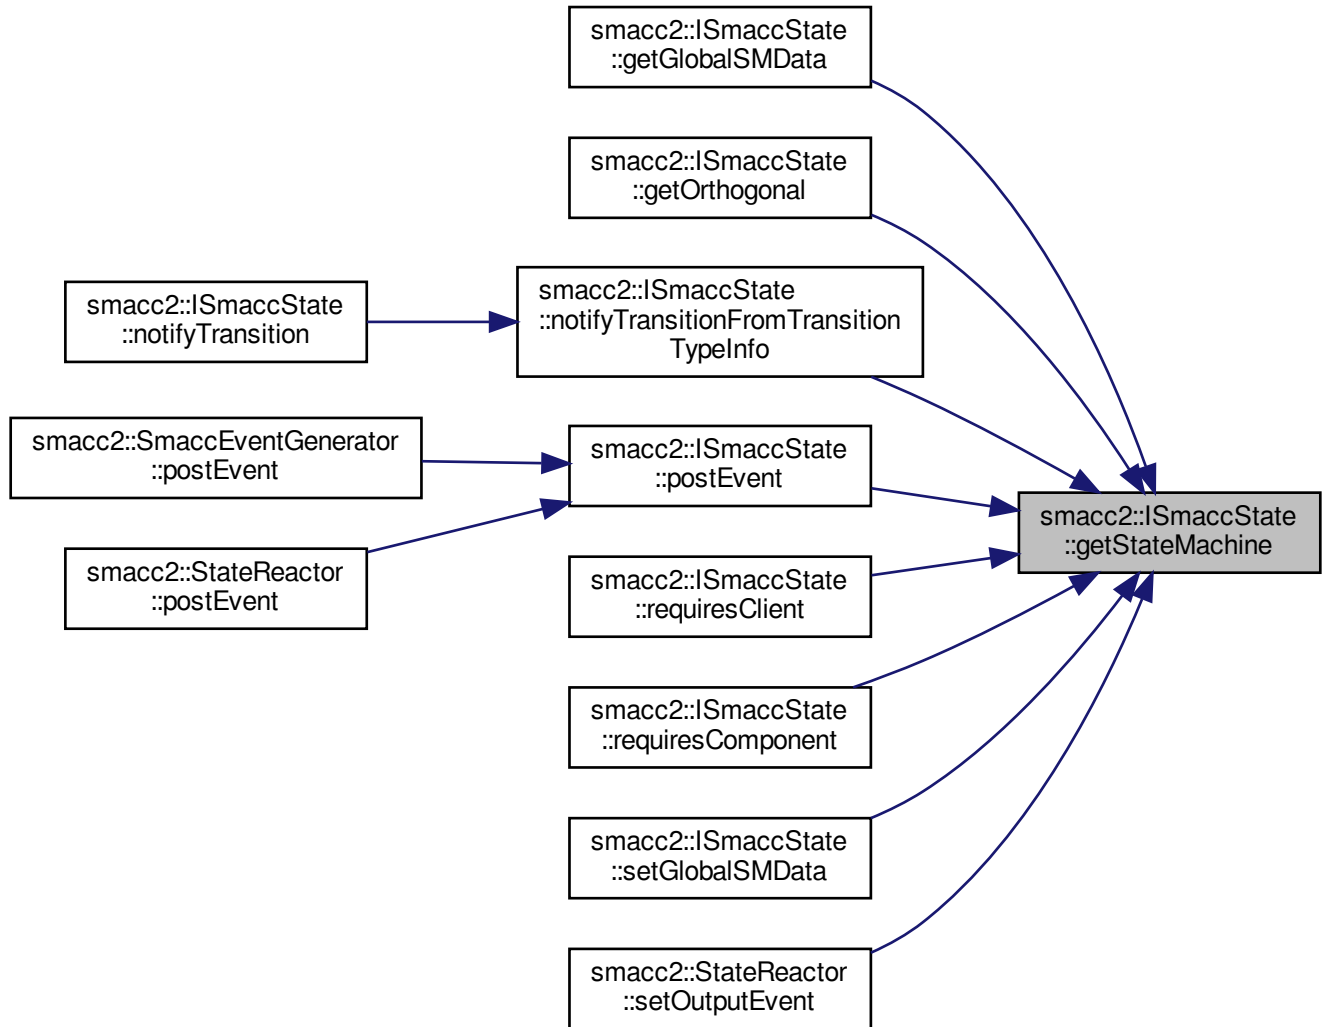 smacc2::ISmaccState
::getGlobalSMData
smacc2::ISmaccState
::getOrthogonal
smacc2::ISmaccState
::notifyTransition
smacc2::ISmaccState
::notifyTransitionFromTransition
TypeInfo
smacc2::SmaccEventGenerator
::postEvent
smacc2::ISmaccState
::postEvent
smacc2::ISmaccState
::getStateMachine
smacc2::StateReactor
::postEvent
smacc2::ISmaccState
::requiresClient
smacc2::ISmaccState
::requiresComponent
smacc2::ISmaccState
::setGlobalSMData
smacc2::StateReactor
::setOutputEvent